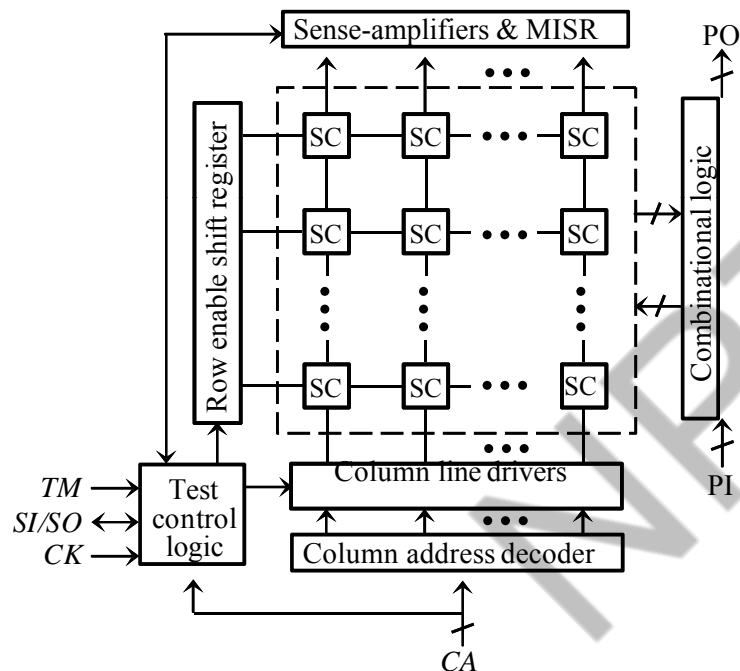 Sense-amplifiers & MISR
PO
Row enable shift register
SC SC SC
SC SC SC
SC SC SC
Combinational logic
PI
Column line drivers
TM
SI/SO
CK
Test
control
logic
Column address decoder
CA